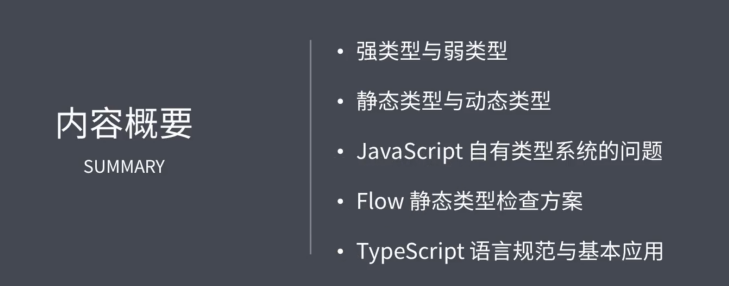 内容概要
SUMMARY
• 强类型与弱类型
• 静态类型与动态类型
• JavaScript 自有类型系统的问题
• Flow 静态类型检查方案
• TypeScript 语言规范与基本应用